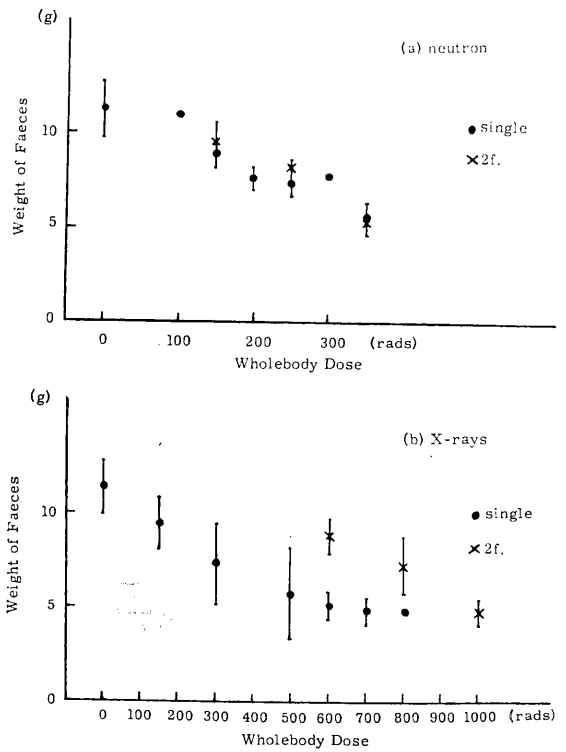 (g)
(a) neutron
● single
× 2f.
Weight of Faeces
10
5
0
0 100 200 300 (rads)
Wholebody Dose
(g)
(b) X-rays
● single
× 2f.
Weight of Faeces
10
5
0
0 100 200 300 400 500 600 700 800 900 1000 (rads)
Wholebody Dose